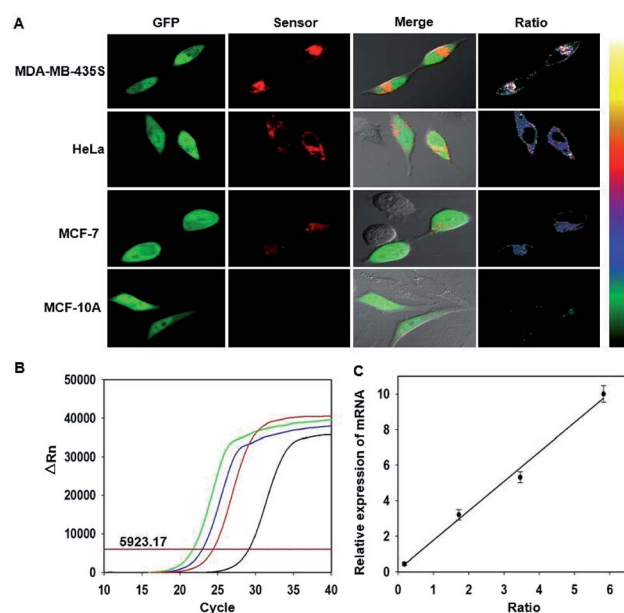 A
GFP
Sensor
Merge
Ratio
MDA-MB-435S
HeLa
MCF-7
MCF-10A
B
50000
40000
30000
20000
10000
0
ΔRn
5923.17
10 15 20 25 30 35 40
Cycle
C
10
8
6
4
2
0
Relative expression of mRNA
0 1 2 3 4 5 6
Ratio